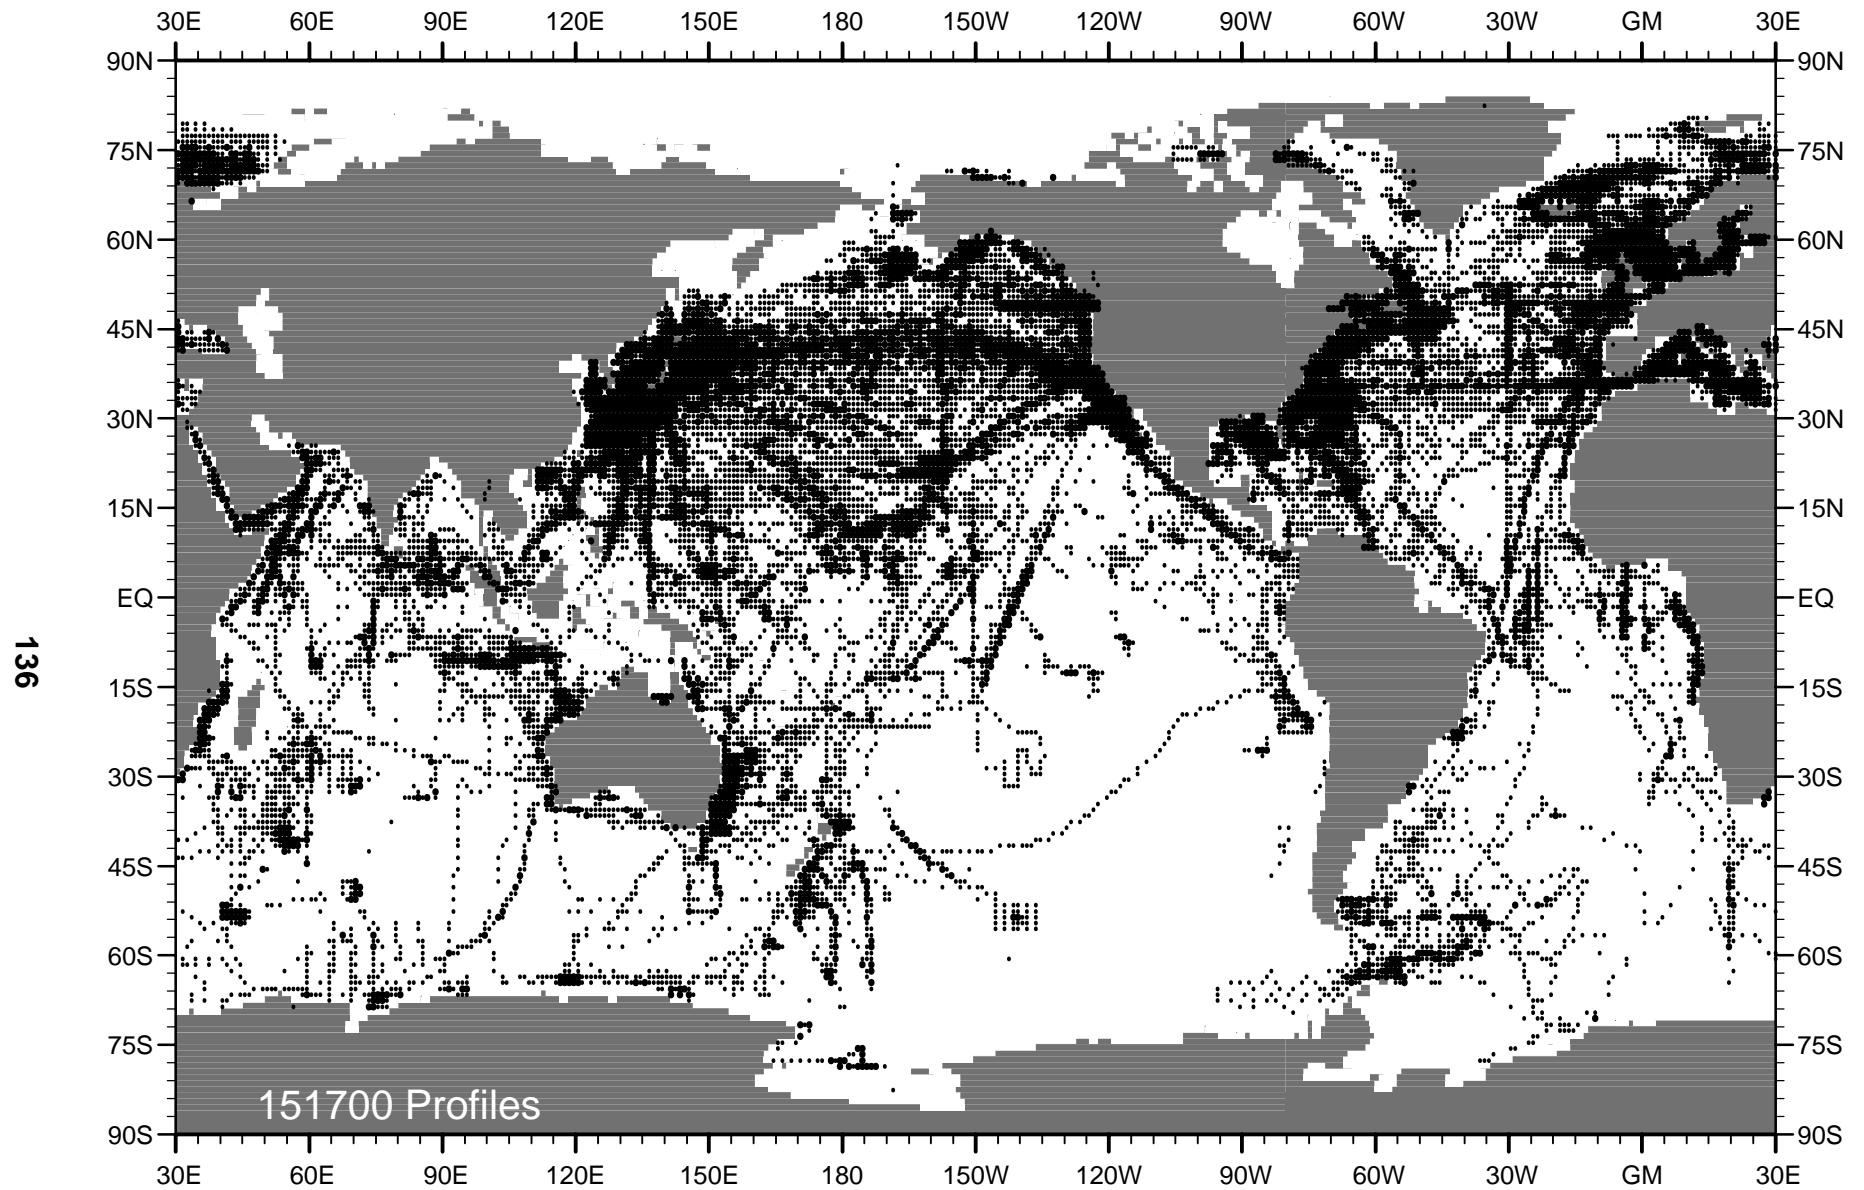 30E 60E 90E 120E 150E 180 150W 120W 90W 60W 30W GM 30E
90N 90N
75N 75N
60N 60N
45N 45N
30N 30N
15N 15N
EQ EQ
136
15S 15S
30S 30S
45S 45S
60S 60S
75S 75S
151700 Profiles
90S 90S
30E 60E 90E 120E 150E 180 150W 120W 90W 60W 30W GM 30E